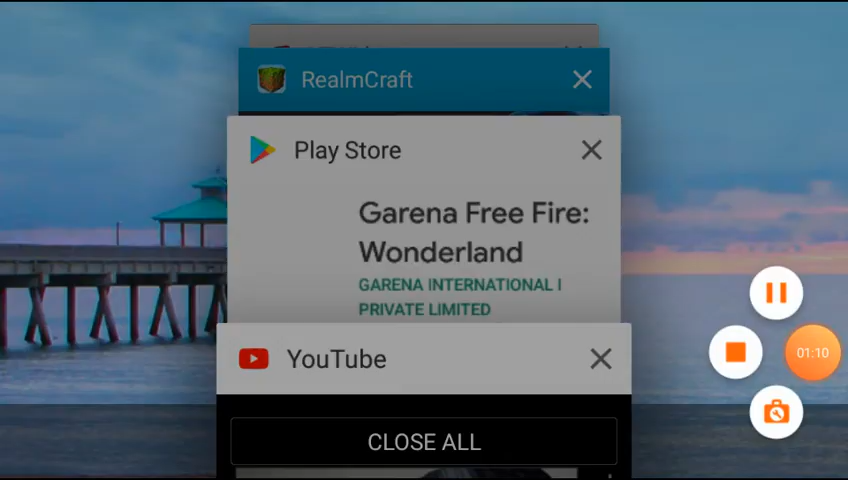 RealmCraft
Play Store
Garena Free Fire:
Wonderland
GARENA INTERNATIONAL I
PRIVATE LIMITED
YouTube
CLOSE ALL
01:10